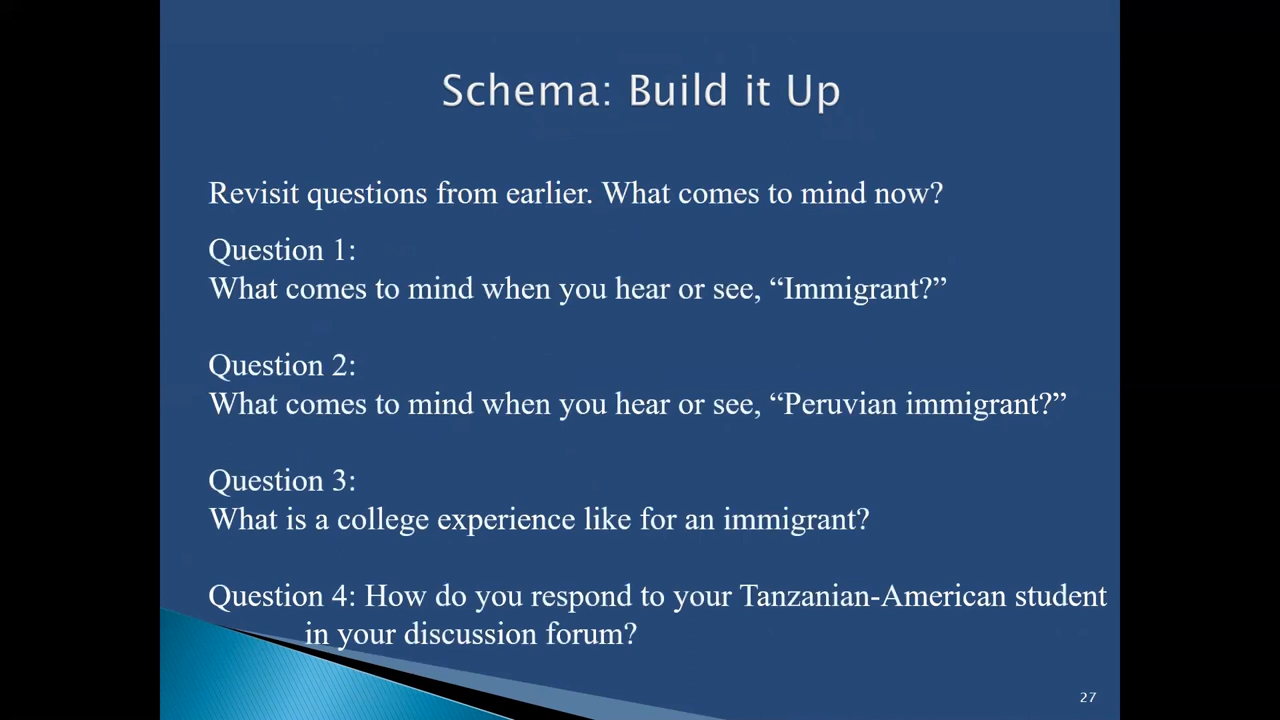 Schema: Build it Up
Revisit questions from earlier. What comes to mind now?
Question 1:
What comes to mind when you hear or see, “Immigrant?”
Question 2:
What comes to mind when you hear or see, “Peruvian immigrant?”
Question 3:
What is a college experience like for an immigrant?
Question 4: How do you respond to your Tanzanian-American student
in your discussion forum?
27